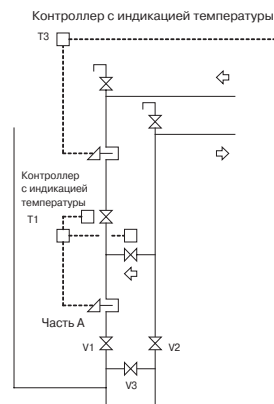 Контроллер с индикацией температуры
T3
Контроллер
с индикацией
температуры
T1
Часть A
V1
V2
V3